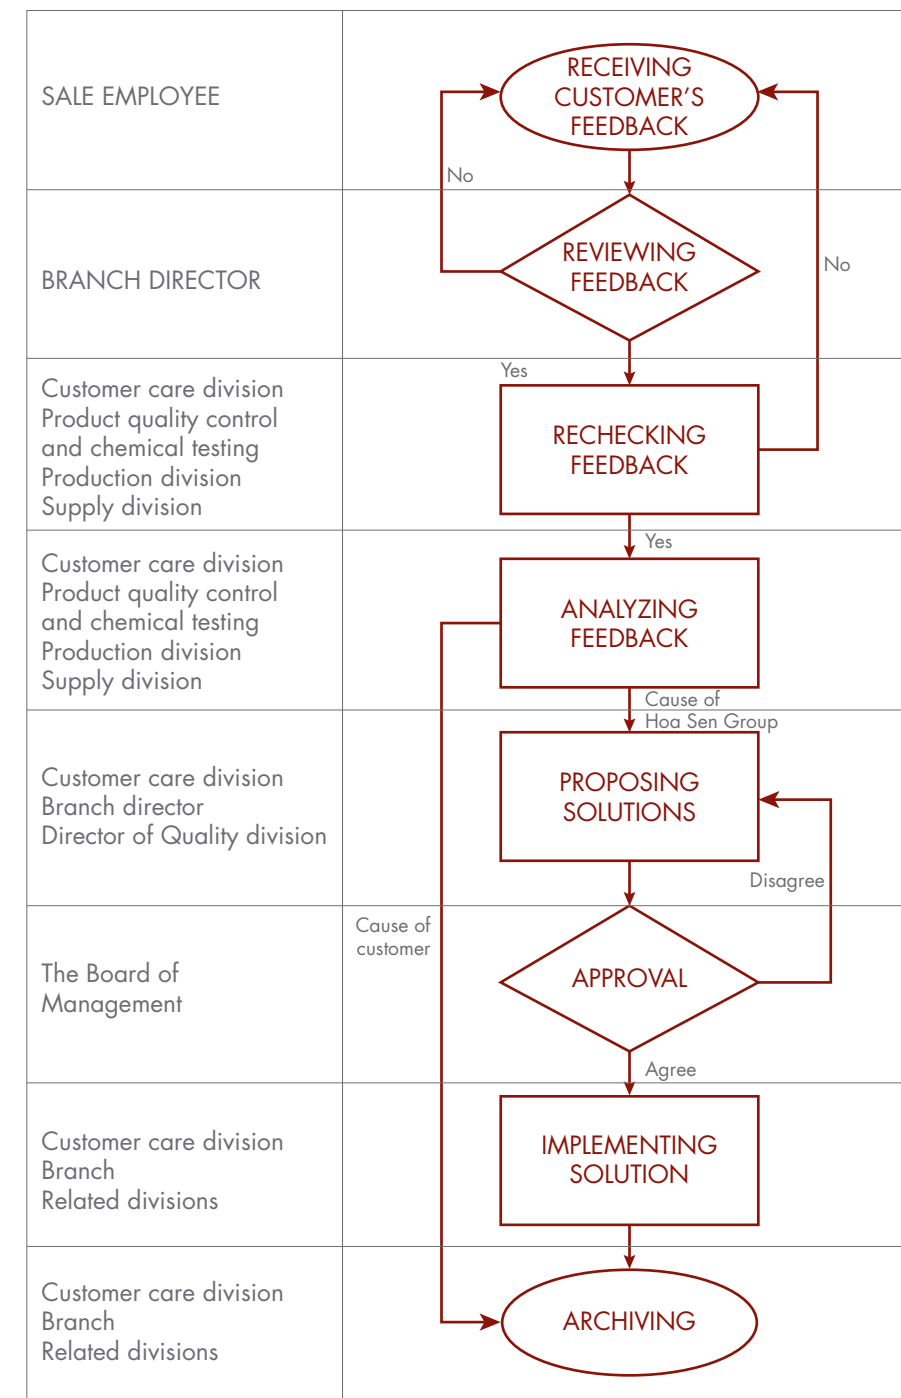 RECEIVING
CUSTOMER'S
FEEDBACK
SALE EMPLOYEE
No
REVIEWING
FEEDBACK
No
BRANCH DIRECTOR
Yes
Customer care division
Product quality control
and chemical testing
Production division
Supply division
RECHECKING
FEEDBACK
Yes
Customer care division
Product quality control
and chemical testing
Production division
Supply division
ANALYZING
FEEDBACK
Cause of
Hoa Sen Group
Customer care division
Branch director
Director of Quality division
PROPOSING
SOLUTIONS
Disagree
Cause of
customer
The Board of
Management
APPROVAL
Agree
Customer care division
Branch
Related divisions
IMPLEMENTING
SOLUTION
Customer care division
Branch
Related divisions
ARCHIVING